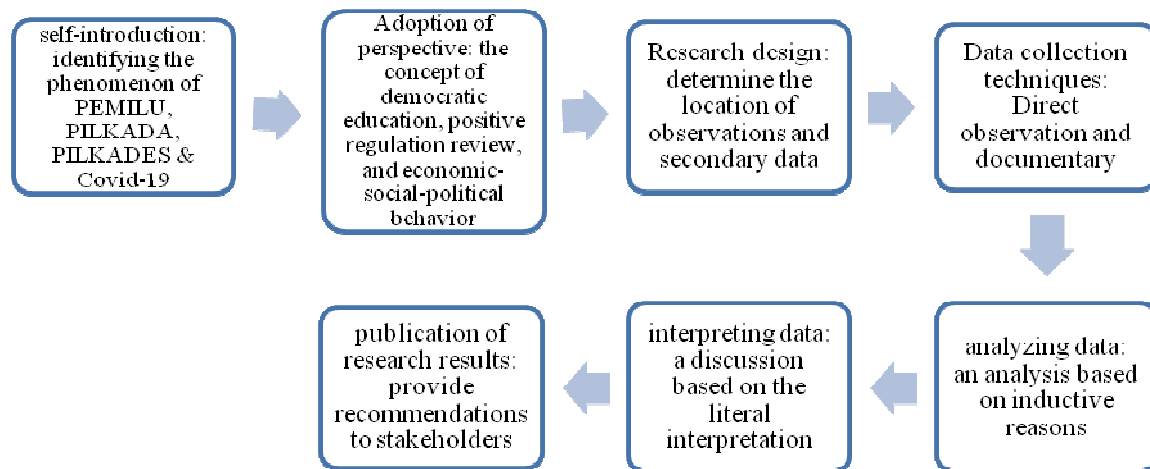 self-introduction:
identifying the
phenomenon of
PEMILU,
PILKADA,
PILKADES &
Covid-19
Adoption of
perspective: the
concept of
democratic
education, positive
regulation review,
and economic-
social-political
behavior
Research design:
determine the
location of
observations and
secondary data
Data collection
techniques:
Direct
observation and
documentary
analyzing data:
an analysis based
on inductive
reasons
interpreting data:
a discussion
based on the
literal
interpretation
publication of
research results:
provide
recommendations
to stakeholders